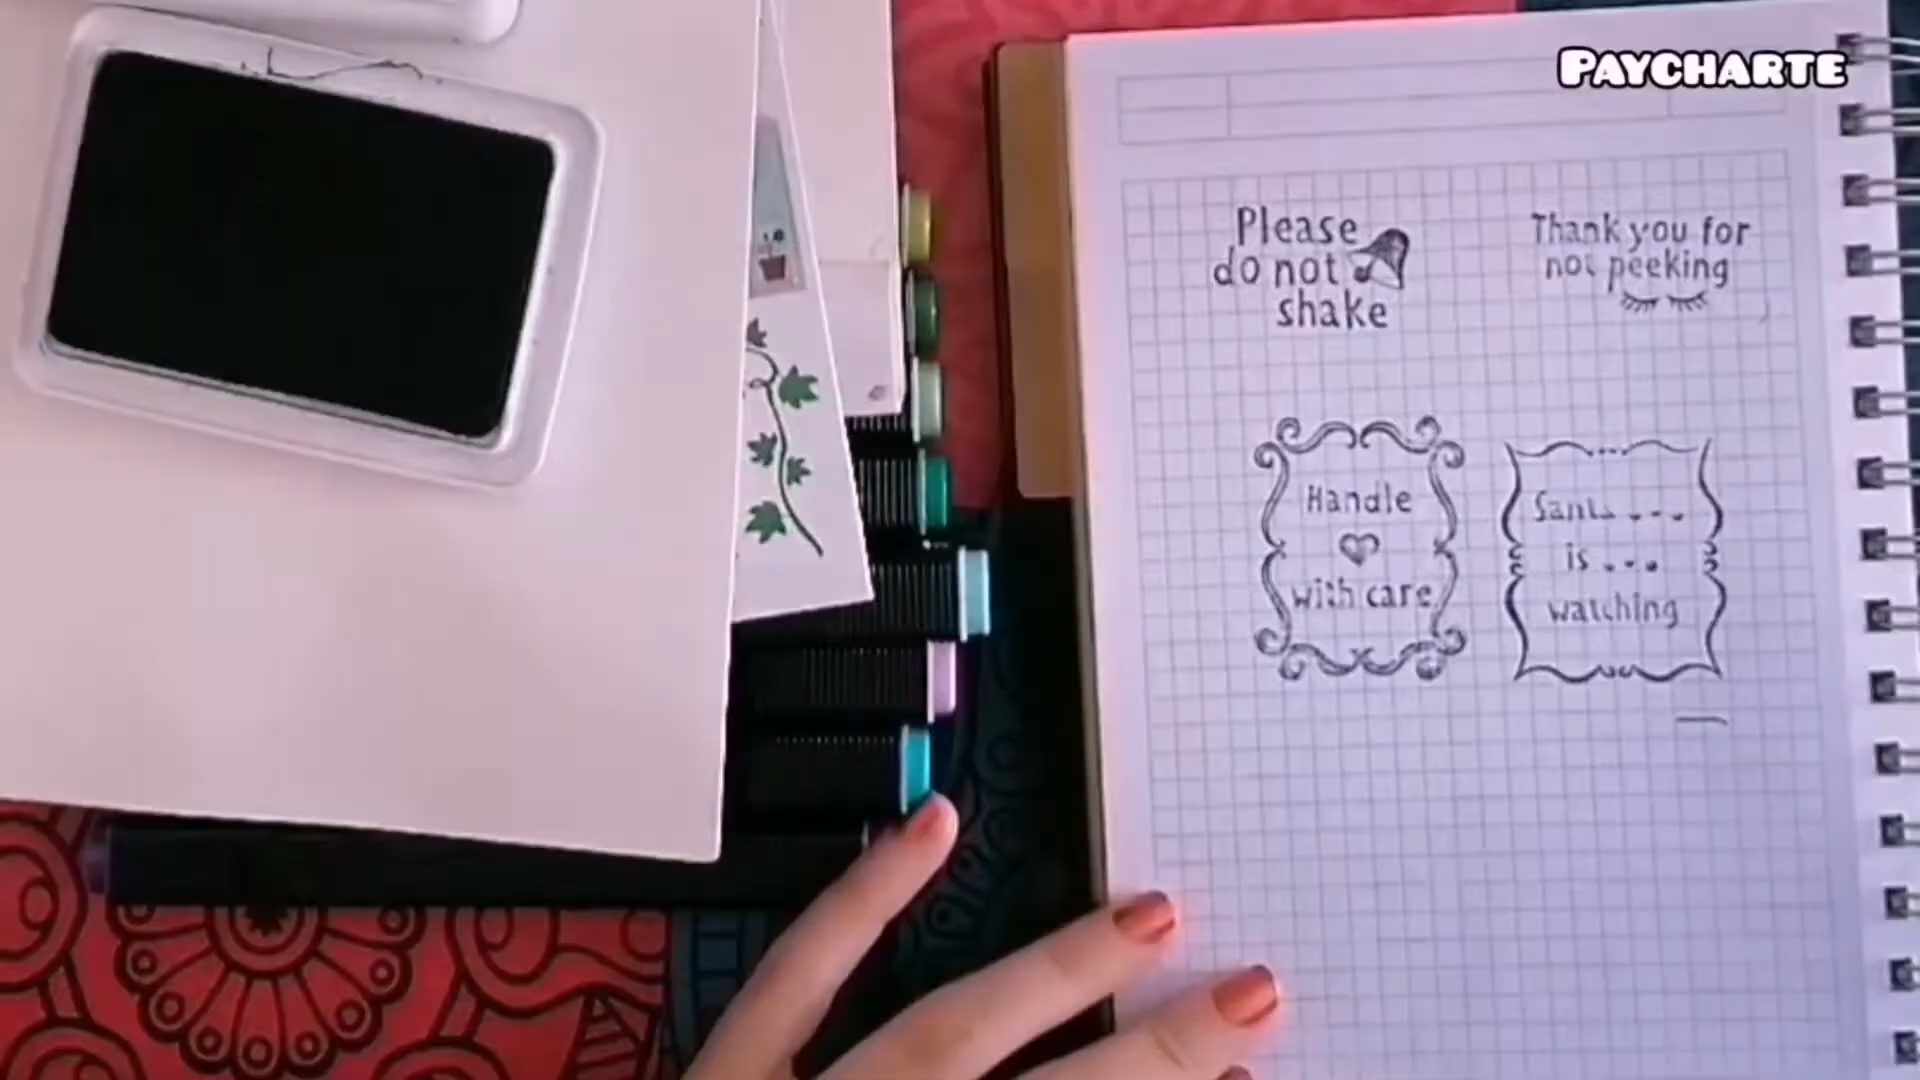 PAYCHARTE
Please
do not
shake
Thank you for
not peeking
Handle
with care
Santa...
is...
watching